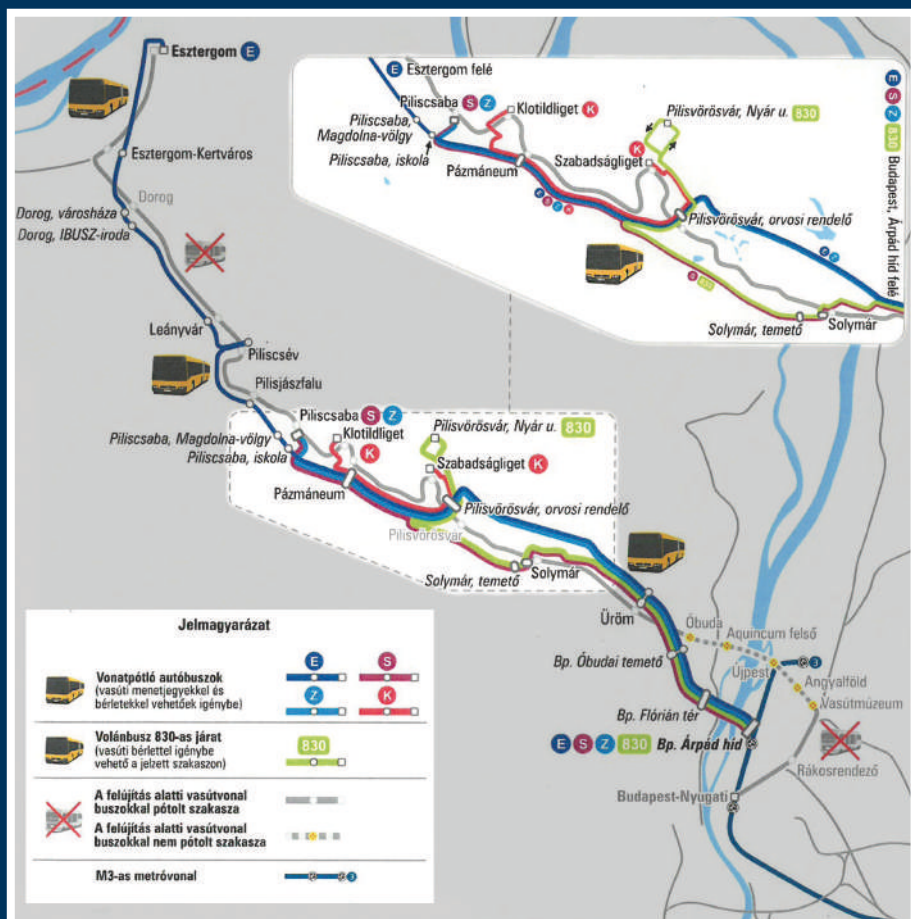 Esztergom E
Esztergom-Kertváros
Dorog
Dorog, városháza
Dorog, IBUSZ-iroda
Leányvár
Piliscsév
Pilisjászfalu
Piliscsaba S Z
Klotildliget
K
Piliscsaba, Magdolna-völgy
Piliscsaba, iskola
Pázmáneum
Pilisvörösvár, Nyár u. 830
Szabadságliget K
Pilisvörösvár, orvosi rendelő
Pilisvörösvár
Solymár, temető
Solymár
Üröm
Óbuda
Aquincum felső
Újpest
3
Angyalföld
Vasútmúzeum
Bp. Óbudai temető
Bp. Flórián tér
E S Z 830 Bp. Árpád híd
Rákosrendező
Budapest-Nyugati
E Esztergom felé
Piliscsaba S Z
Klotildliget K
Piliscsaba,
Magdolna-völgy
Piliscsaba, iskola
Pázmáneum
E S Z K
Pilisvörösvár, Nyár u. 830
K
Szabadságliget
Pilisvörösvár, orvosi rendelő
E Z
S 830
Solymár, temető
Solymár
E S Z 830 Budapest, Árpád híd felé
Jelmagyarázat
Vonatpótló autóbuszok
(vasúti menetjegyekkel és
bérletekkel vehetőek igénybe)
E S
Z K
Volánbusz 830-as járat
(vasúti bérlettel igénybe
vehető a jelzett szakaszon)
830
A felújítás alatti vasútvonal
buszokkal pótolt szakasza
A felújítás alatti vasútvonal
buszokkal nem pótolt szakasza
M3-as metróvonal
3